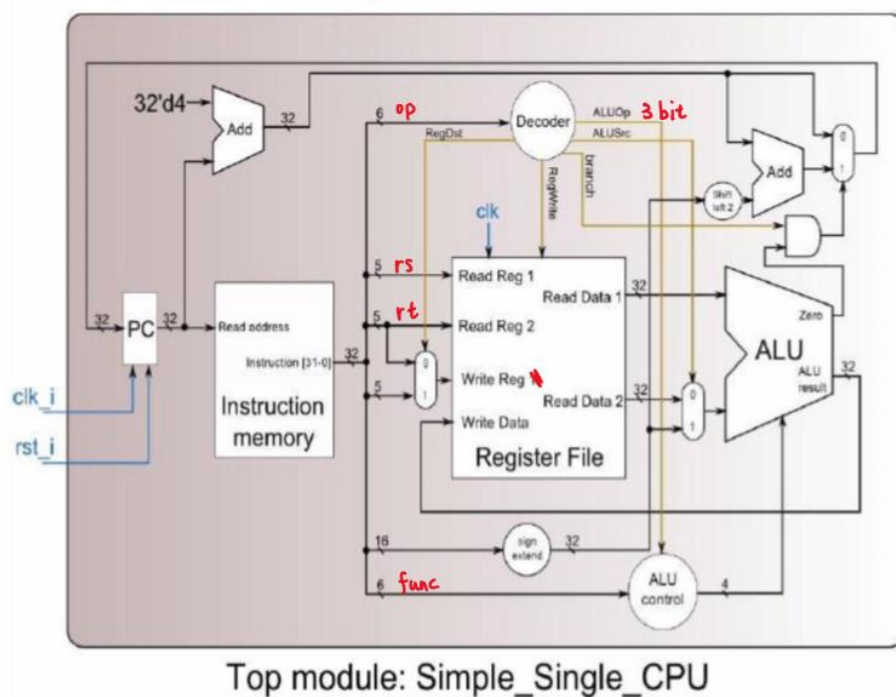 32'd4
Add
32
6
op
Decoder
ALUOp
3 bit
RegDst
ALUSrc
RegWrite
branch
clk
Shift left 2
Add
0
1
5
rs
Read Reg 1
Read Data 1
32
5
rt
Read Reg 2
0
1
5
Write Reg
Read Data 2
32
Write Data
Register File
0
1
Zero
ALU
ALU result
32
32
PC
32
Read address
Instruction [31-0]
32
Instruction memory
clk_i
rst_i
16
sign extend
32
6
func
ALU control
4
Top module: Simple_Single_CPU